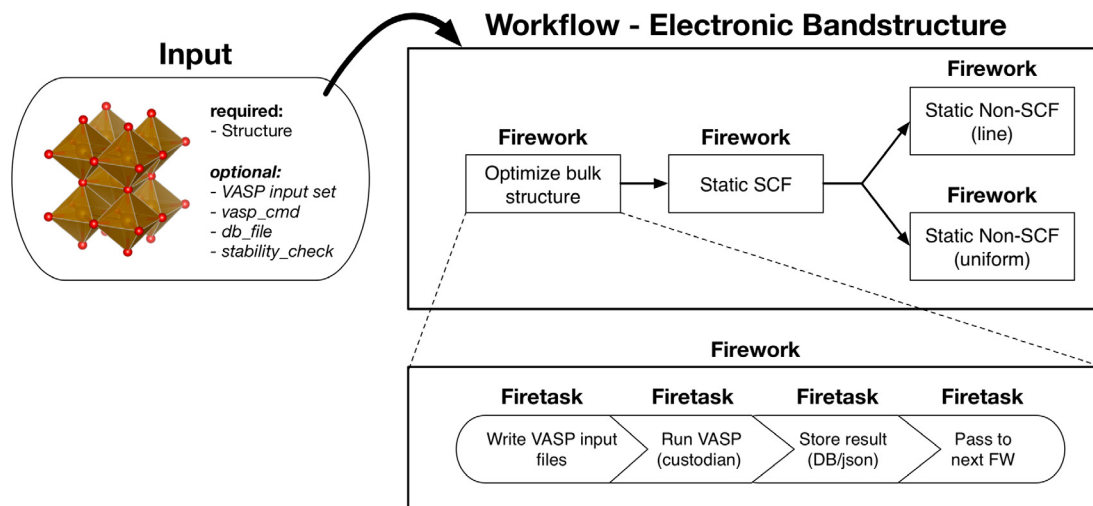 Input
required:
- Structure
optional:
- VASP input set
- vasp_cmd
- db_file
- stability_check
Workflow - Electronic Bandstructure
Firework
Optimize bulk
structure
Firework
Static SCF
Firework
Static Non-SCF
(line)
Firework
Static Non-SCF
(uniform)
Firework
Firetask
Write VASP input
files
Firetask
Run VASP
(custodian)
Firetask
Store result
(DB/json)
Firetask
Pass to
next FW